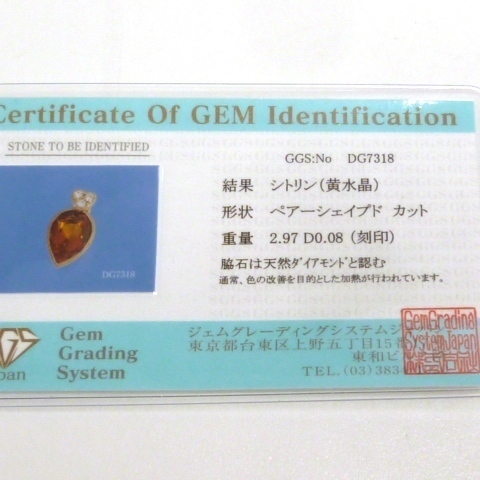 Certificate Of GEM Identification
STONE TO BE IDENTIFIED
GGS:No DG7318
結果 シトリン(黄水晶)
形状 ペアーシェイプド カット
重量 2.97 D0.08 (刻印)
脇石は天然ダイアモンドと認む
通常、色の改善を目的とした加熱が行われています。
DG7318
Gem
Grading
System
ジェムグレーディングシステムジ
東京都台東区上野五丁目15番
東和ビ
TEL.(03)383
GemGrading
SystemJapan